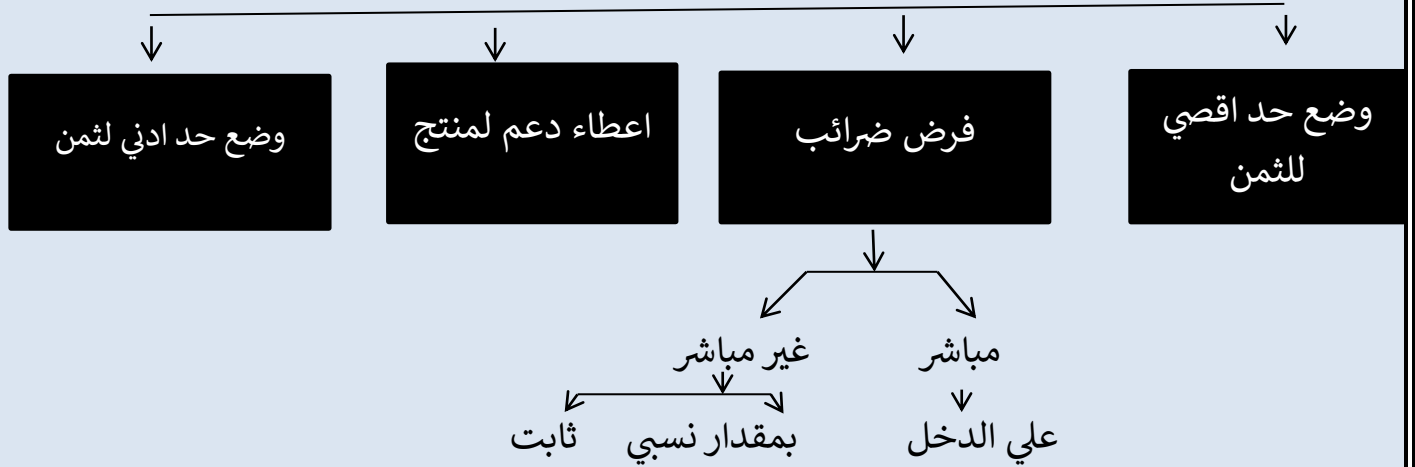 وضع حد اقصي
للثمن
فرض ضرائب
اعطاء دعم لمنتج
وضع حد ادني لثمن
مباشر
غير مباشر
علي الدخل
بمقدار نسبي
ثابت